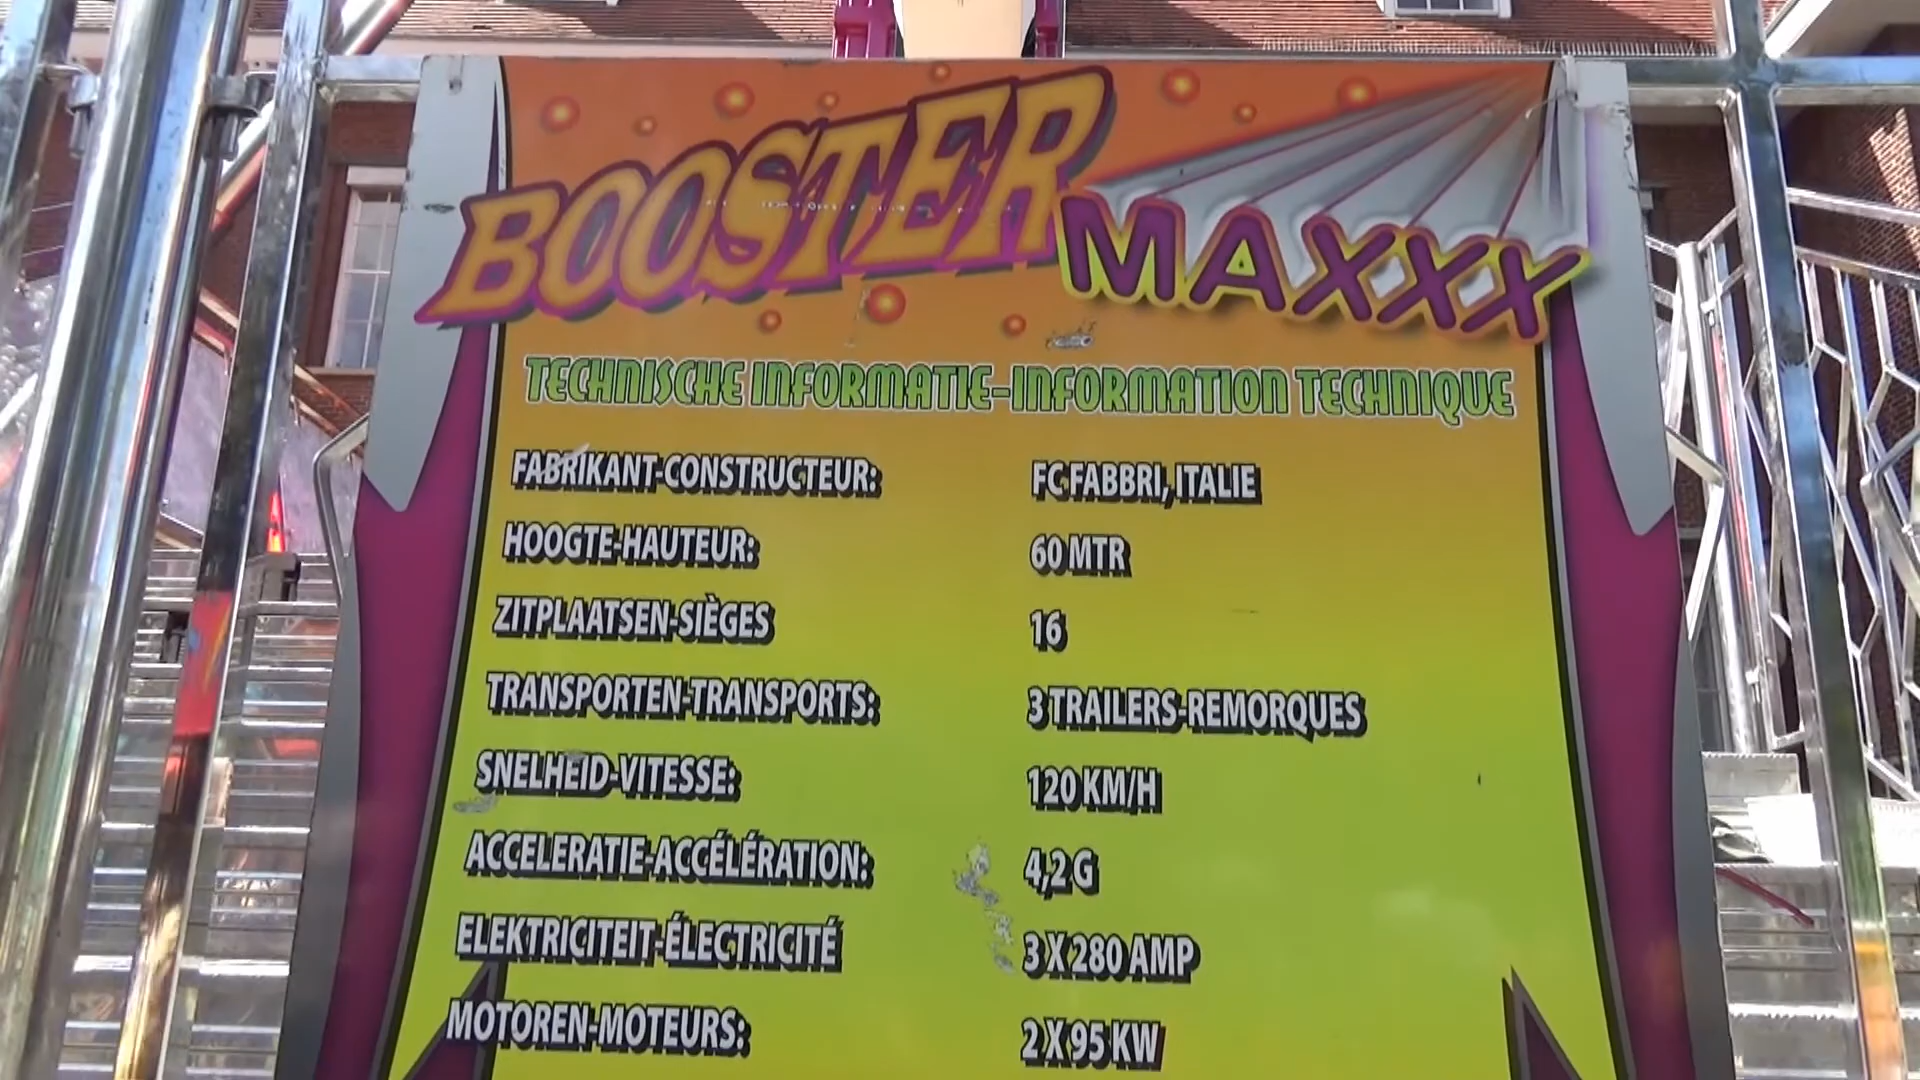 BOOSTER MAXXX
TECHNISCHE INFORMATIE-INFORMATION TECHNIQUE
FABRIKANT-CONSTRUCTEUR: FC FABBRI, ITALIE
HOOGTE-HAUTEUR: 60 MTR
ZITPLAATSEN-SIÈGES 16
TRANSPORTEN-TRANSPORTS: 3 TRAILERS-REMORQUES
SNELHEID-VITESSE: 120 KM/H
ACCELERATIE-ACCÉLÉRATION: 4,2 G
ELEKTRICITEIT-ÉLECTRICITÉ 3 X 280 AMP
MOTOREN-MOTEURS: 2 X 95 KW